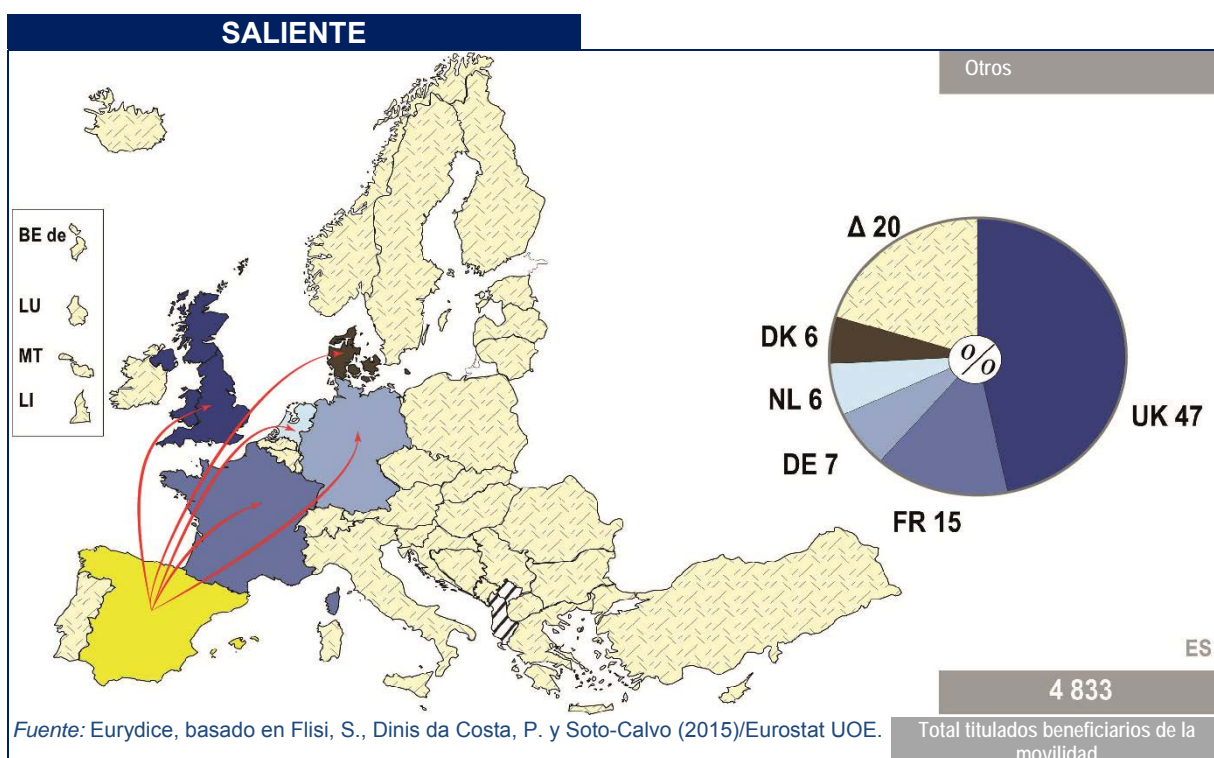 SALIENTE
Otros
BE de
LU
MT
LI
Δ 20
DK 6
NL 6
DE 7
FR 15
UK 47
%
ES
4 833
Fuente: Eurydice, basado en Flisi, S., Dinis da Costa, P. y Soto-Calvo (2015)/Eurostat UOE.
Total titulados beneficiarios de la
movilidad